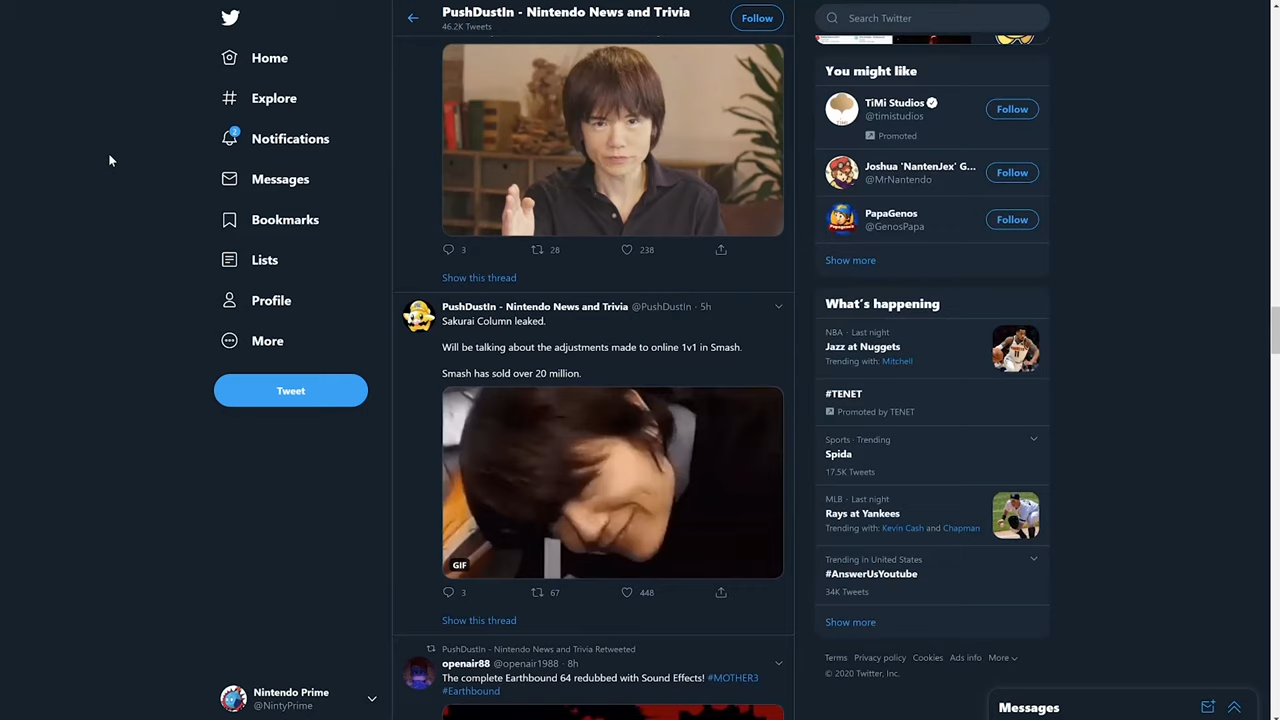 Home
Explore
2
Notifications
Messages
Bookmarks
Lists
Profile
More
Tweet
Nintendo Prime
@NintyPrime
PushDustIn - Nintendo News and Trivia
46.2K Tweets
Follow
3 28 238
Show this thread
PushDustIn - Nintendo News and Trivia @PushDustIn · 5h
Sakurai Column leaked.
Will be talking about the adjustments made to online 1v1 in Smash.
Smash has sold over 20 million.
GIF
3 67 448
Show this thread
PushDustIn - Nintendo News and Trivia Retweeted
openair88 @openair1988 · 8h
The complete Earthbound 64 redubbed with Sound Effects! #MOTHER3
#Earthbound
Search Twitter
You might like
TiMi Studios
@timistudios
Follow
TIMI
Promoted
Joshua 'NantenJex' G...
@MrNantendo
Follow
PapaGenos
@GenosPapa
Follow
Show more
What's happening
NBA · Last night
Jazz at Nuggets
Trending with: Mitchell
#TENET
Promoted by TENET
Sports · Trending
Spida
17.5K Tweets
MLB · Last night
Rays at Yankees
Trending with: Kevin Cash and Chapman
Trending in United States
#AnswerUsYoutube
34K Tweets
Show more
Terms Privacy policy Cookies Ads info More
© 2020 Twitter, Inc.
Messages